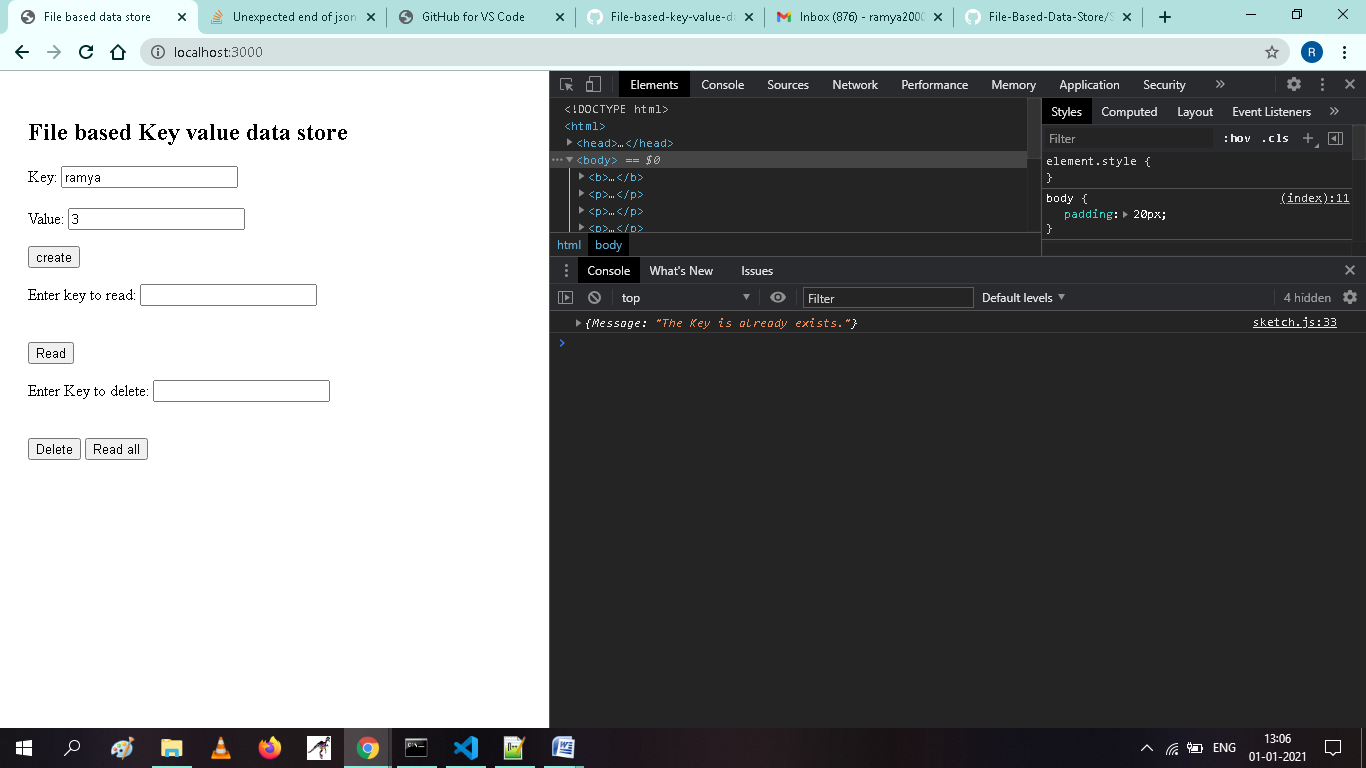 File based data store
Unexpected end of json
GitHub for VS Code
File-based-key-value-da
Inbox (876) - ramya2000
File-Based-Data-Store/S
localhost:3000
R
Elements Console Sources Network Performance Memory Application Security »
<!DOCTYPE html>
<html>
<head>…</head>
<body> == $0
<b>…</b>
<p>…</p>
<p>…</p>
<p>…</p>
html body
Styles Computed Layout Event Listeners »
Filter :hov .cls
element.style {
}
body { (index):11
padding: 20px;
}
File based Key value data store
Key: ramya
Value: 3
create
Enter key to read:
Read
Enter Key to delete:
Delete Read all
Console What's New Issues
top Filter Default levels 4 hidden
{Message: "The Key is already exists."} sketch.js:33
ENG
13:06
01-01-2021